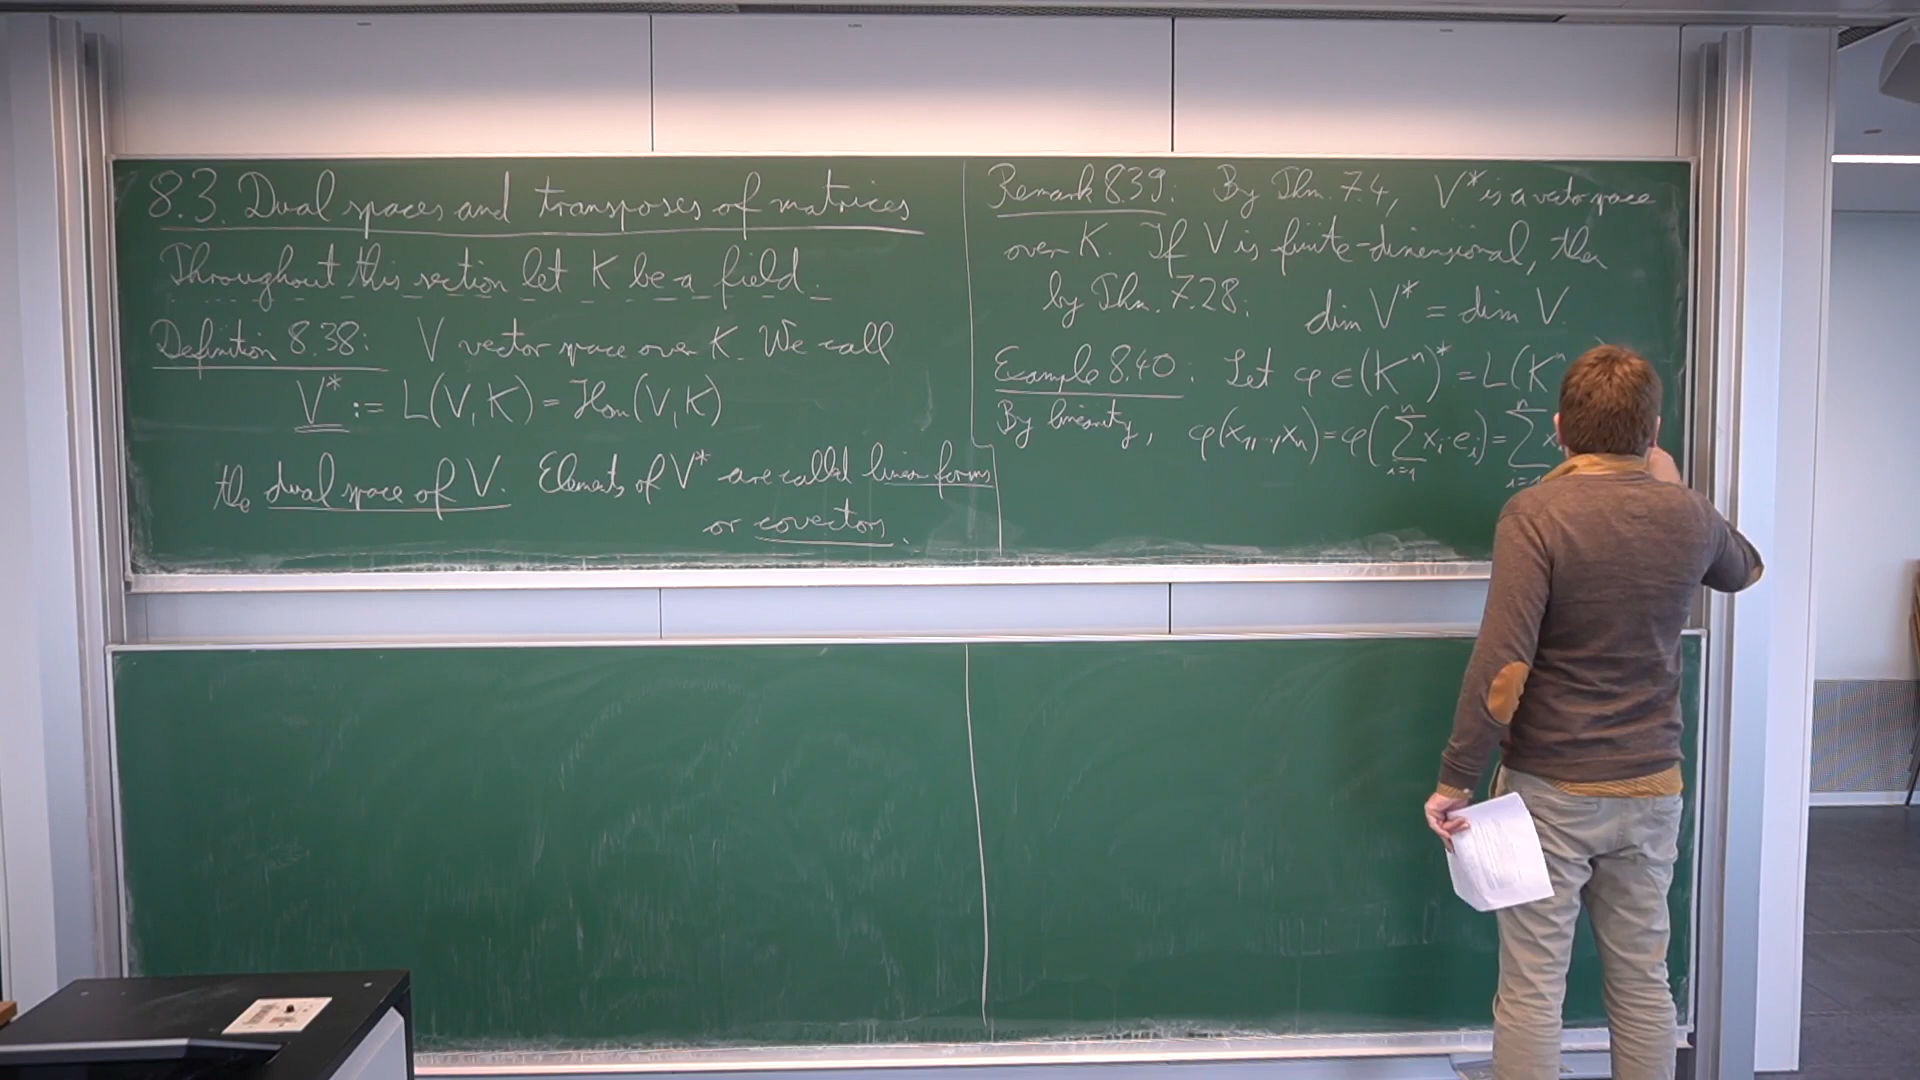 8.3. Dual spaces and transposes of matrices
Throughout this section let K be a field.
Definition 8.38: V vector space over K. We call
V* := L(V,K) = Hom(V,K)
the dual space of V. Elements of V* are called linear forms
or covectors.
Remark 8.39: By Thm. 7.4, V* is a vector space
over K. If V is finite-dimensional, then
by Thm. 7.28: dim V* = dim V.
Example 8.40: Let φ ∈ (K^n)* = L(K^n
By linearity, φ(x_1,...,x_n) = φ(∑_{i=1}^n x_i·e_i) = ∑_{i=1}^n x